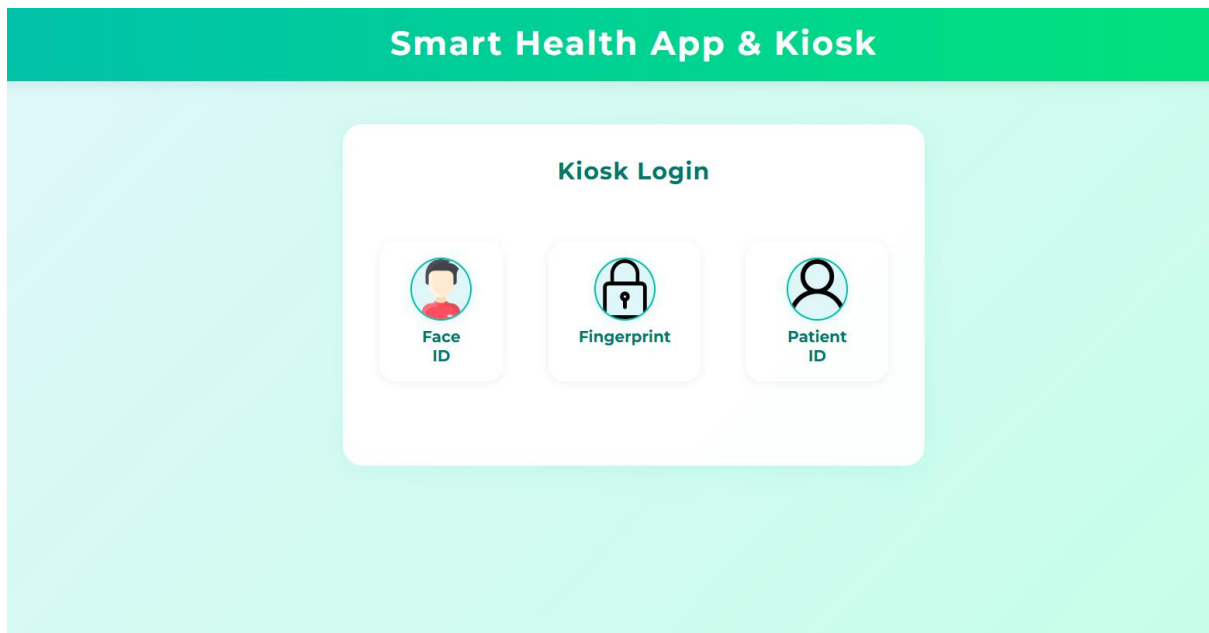 Smart Health App & Kiosk
Kiosk Login
Face
ID
Fingerprint
Patient
ID